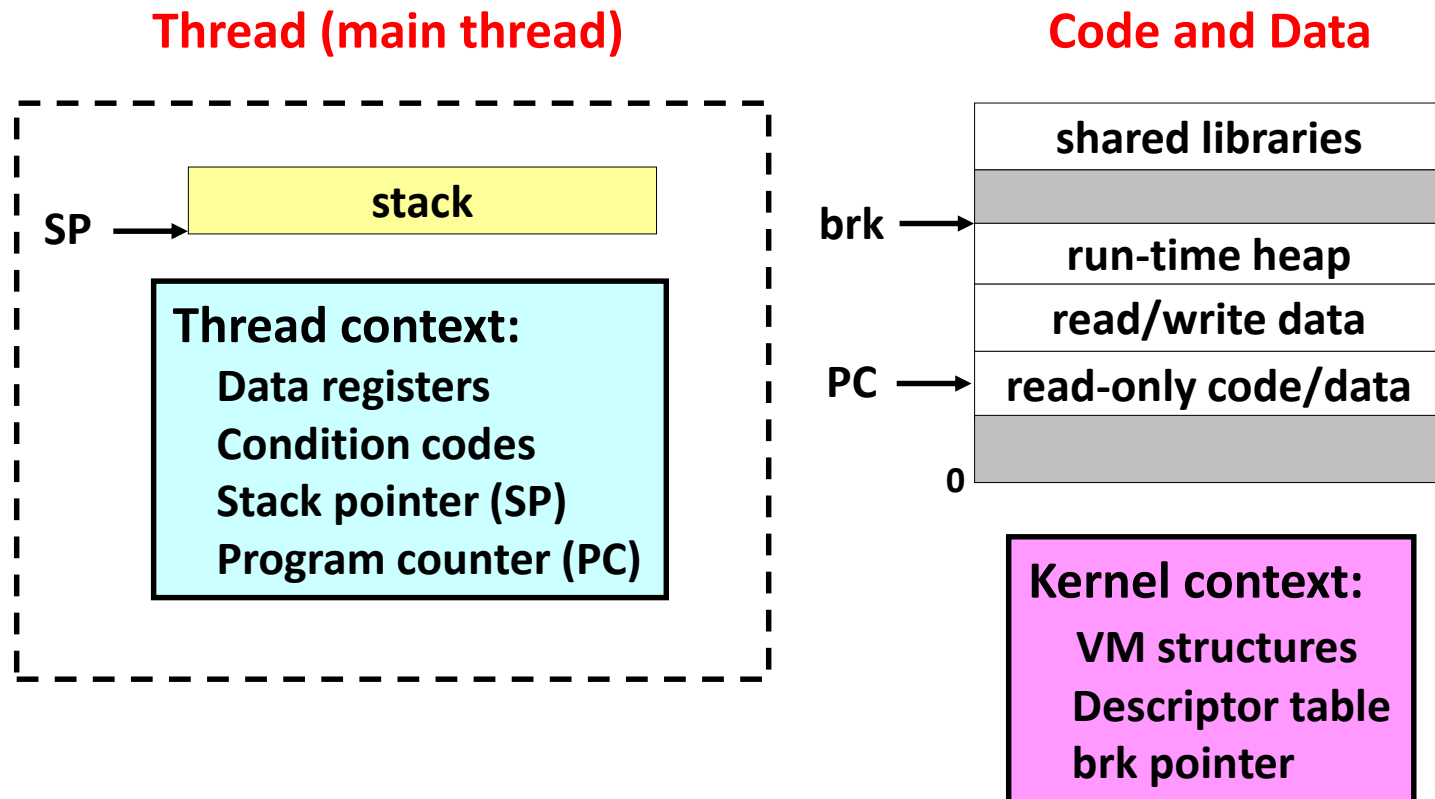 Thread (main thread)
stack
SP
Thread context:
Data registers
Condition codes
Stack pointer (SP)
Program counter (PC)
Code and Data
shared libraries
brk
run-time heap
read/write data
PC
read-only code/data
0
Kernel context:
VM structures
Descriptor table
brk pointer